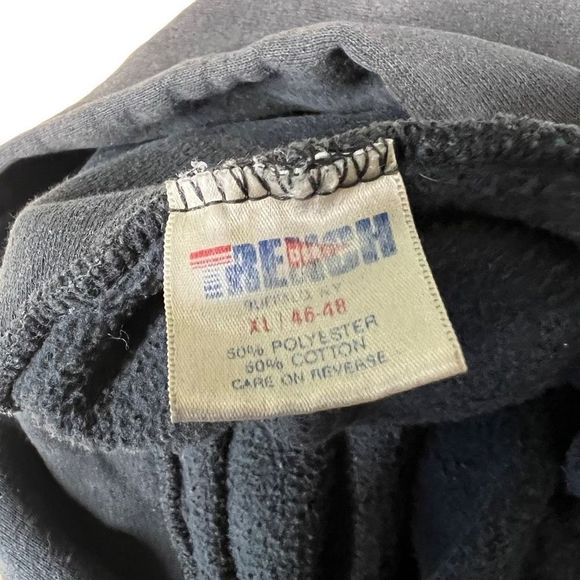 TRENCH
BUFFALO NY
XL / 46-48
50% POLYESTER
50% COTTON
CARE ON REVERSE